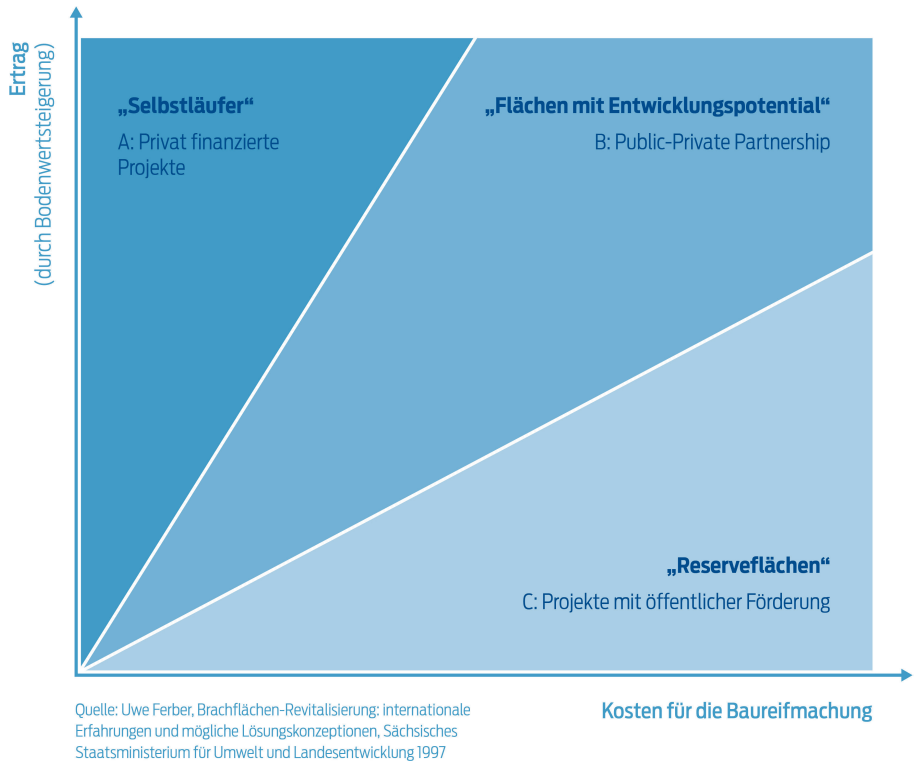 Ertrag
(durch Bodenwertsteigerung)
„Selbstläufer“
A: Privat finanzierte
Projekte
„Flächen mit Entwicklungspotential“
B: Public-Private Partnership
„Reserveflächen“
C: Projekte mit öffentlicher Förderung
Kosten für die Baureifmachung
Quelle: Uwe Ferber, Brachflächen-Revitalisierung: internationale
Erfahrungen und mögliche Lösungskonzeptionen, Sächsisches
Staatsministerium für Umwelt und Landesentwicklung 1997